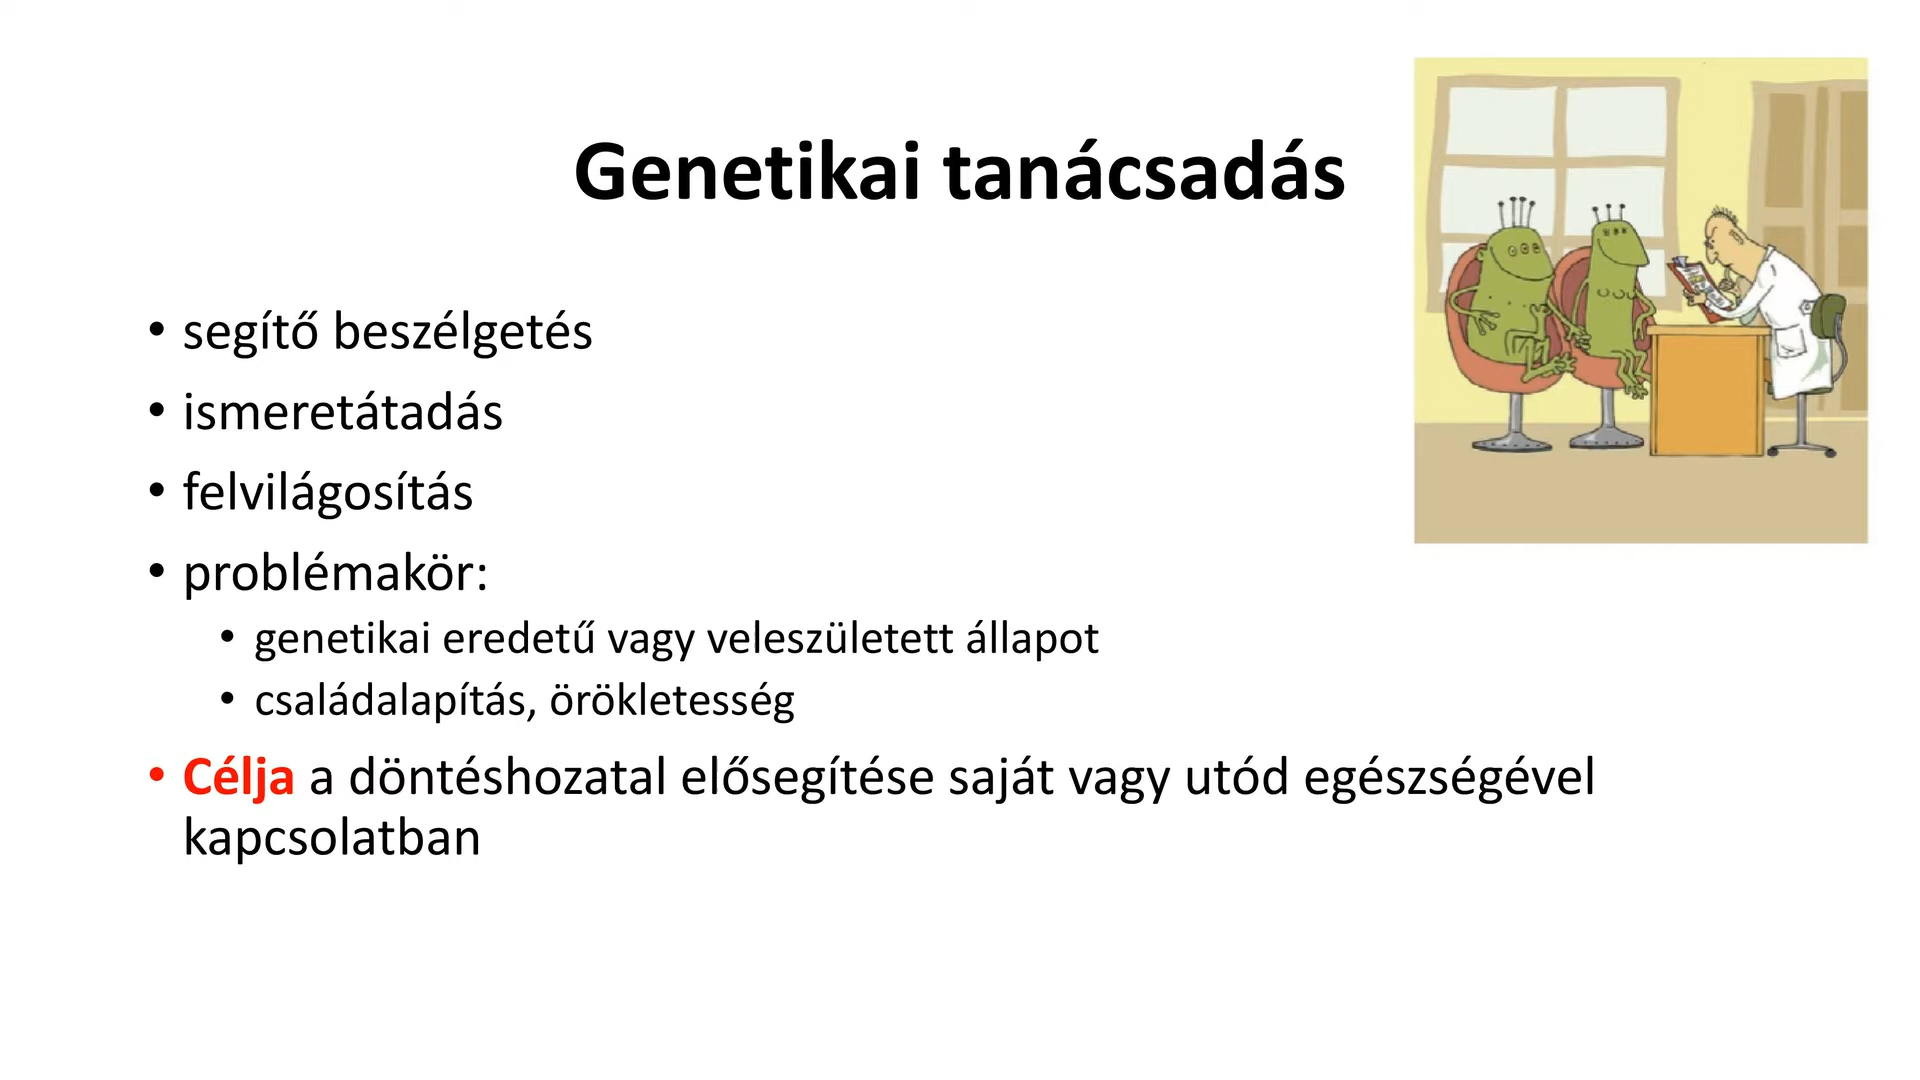 Genetikai tanácsadás
• segítő beszélgetés
• ismeretátadás
• felvilágosítás
• problémakör:
• genetikai eredetű vagy veleszületett állapot
• családalapítás, örökletesség
• Célja a döntéshozatal elősegítése saját vagy utód egészségével
kapcsolatban